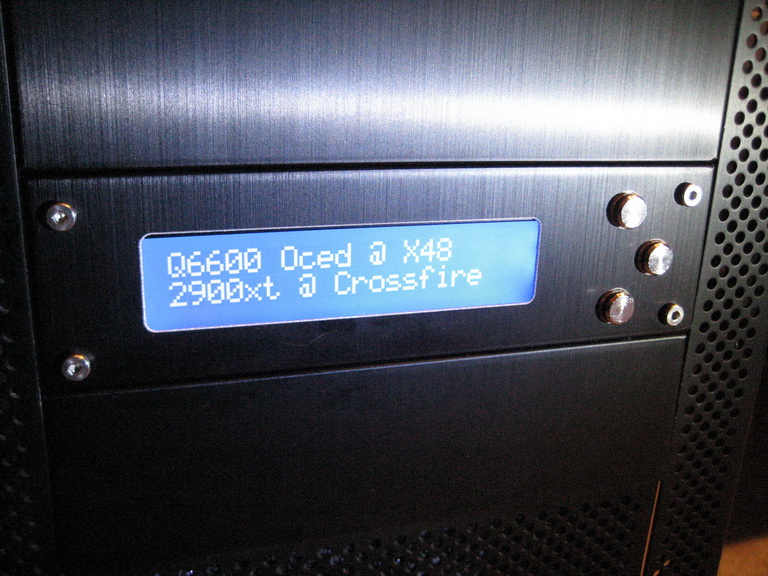 Q6600 Oced @ X48
2900xt @ Crossfire